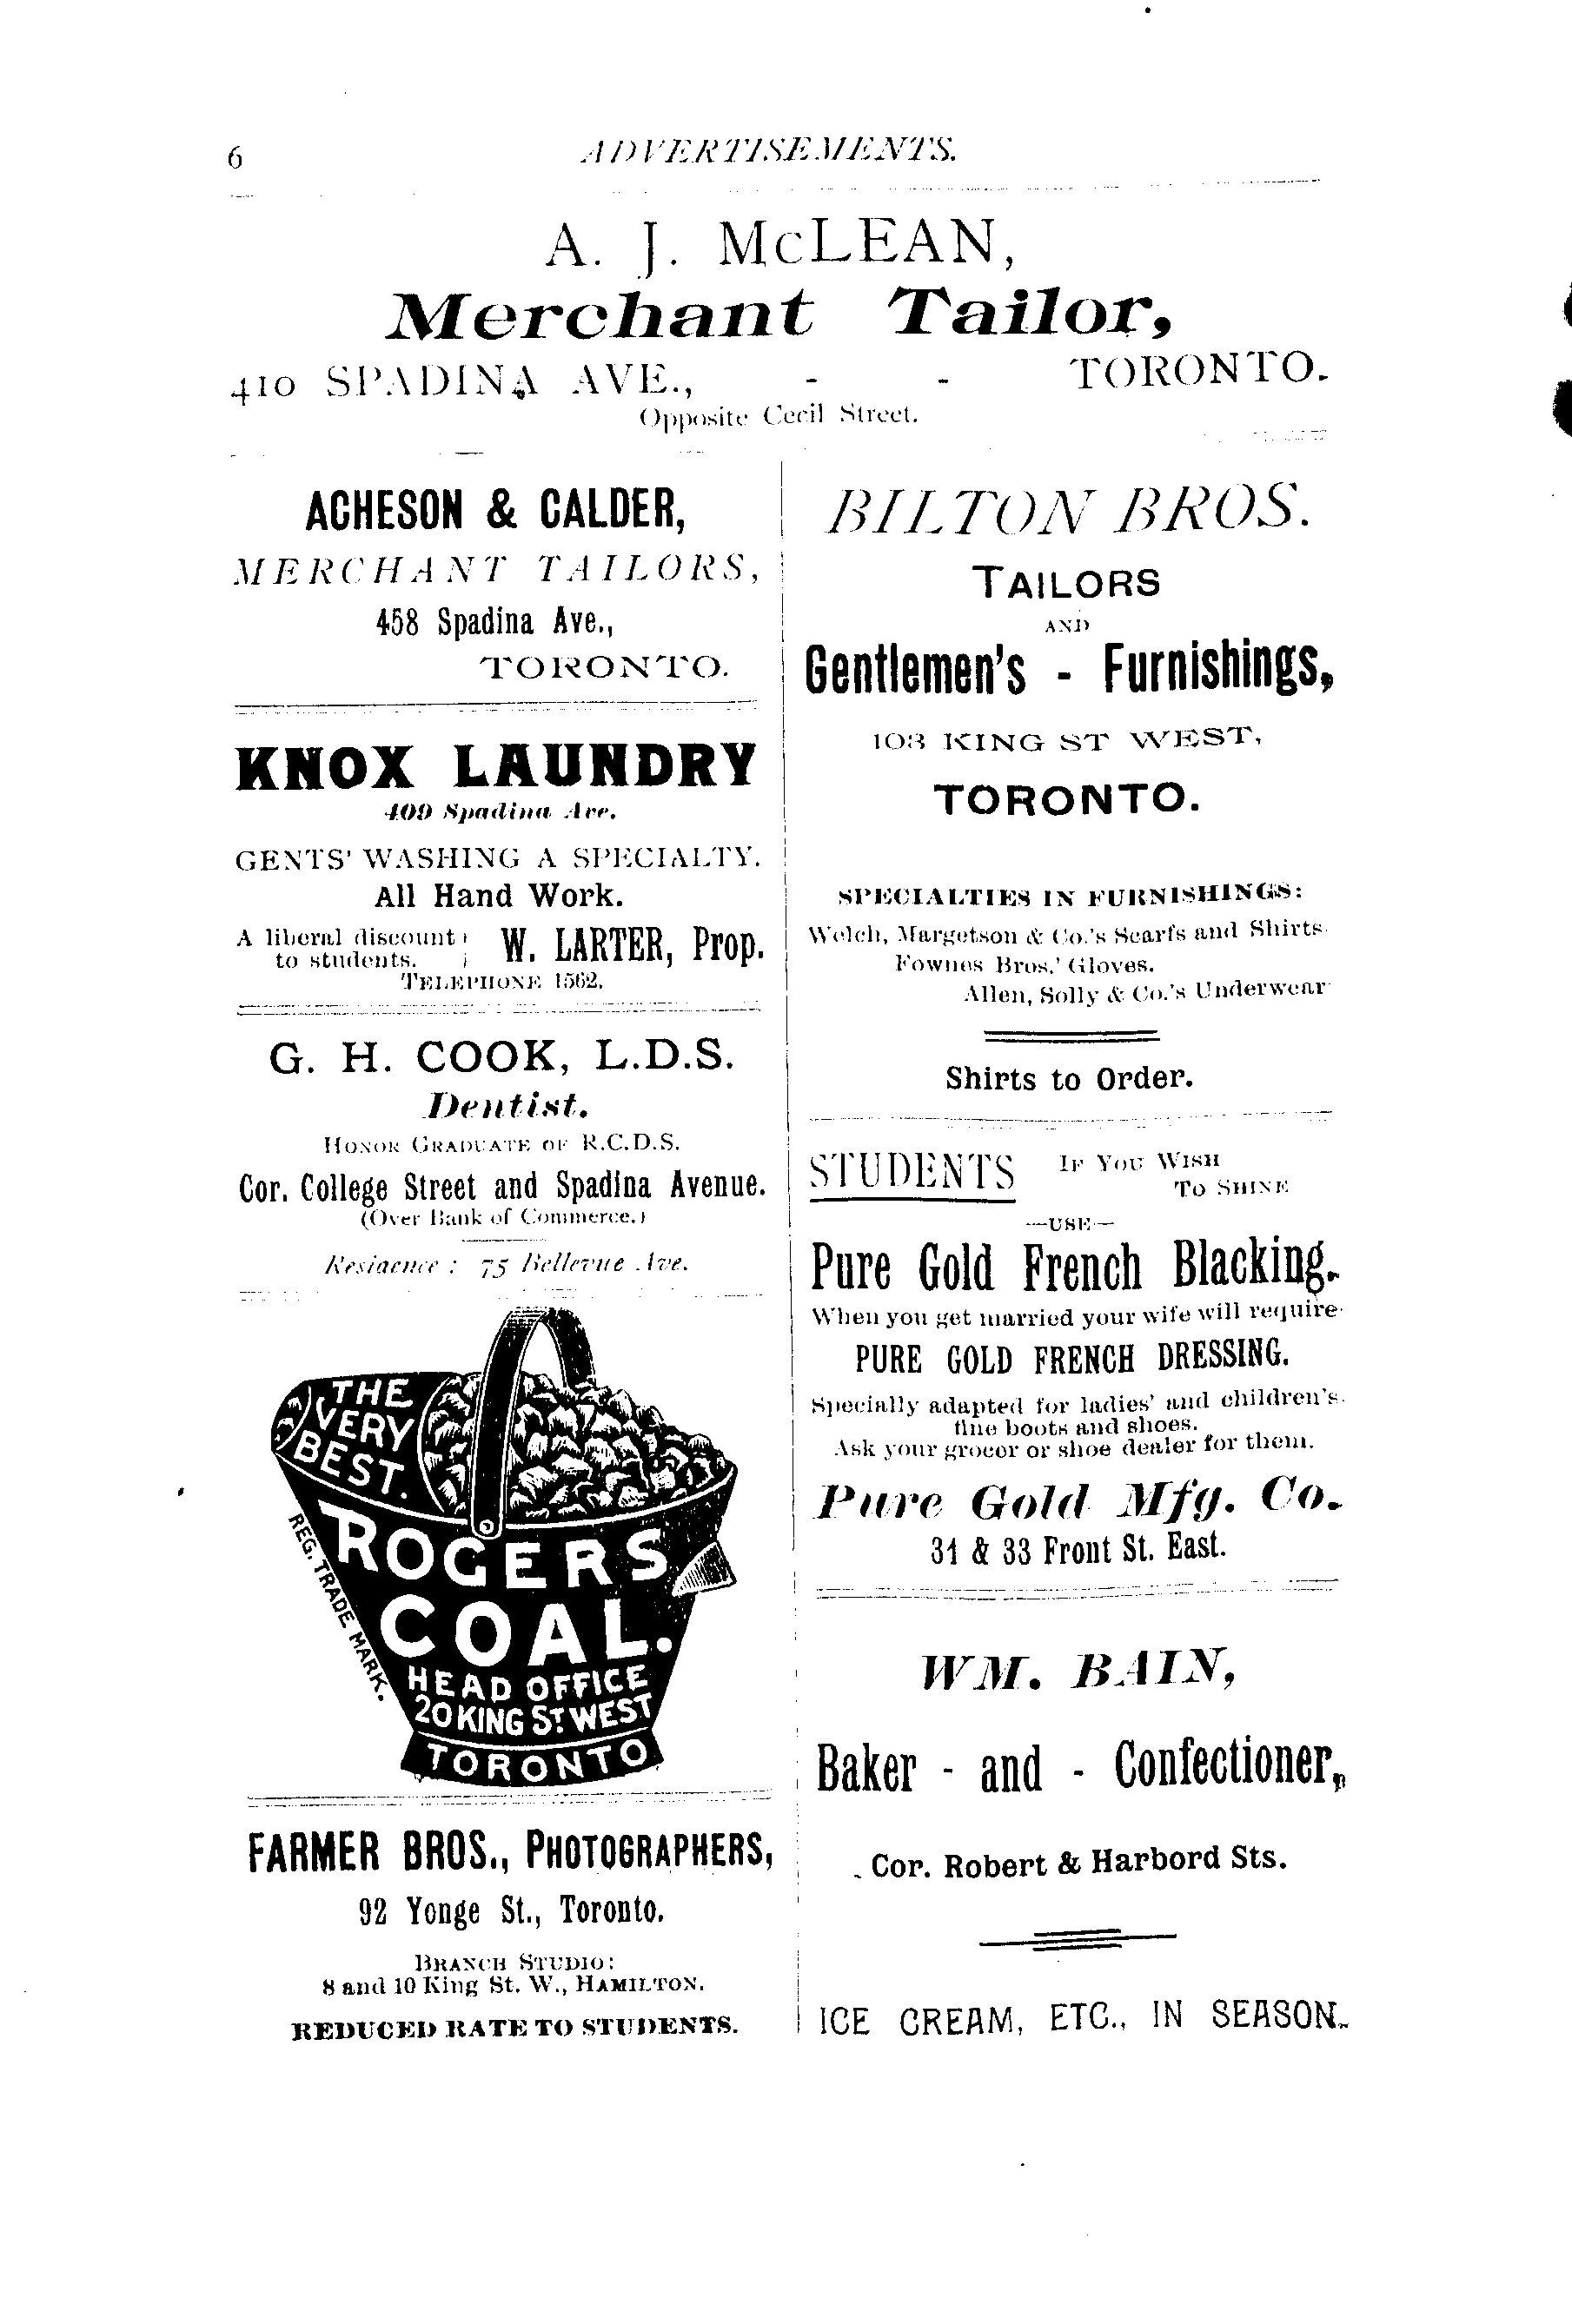 6
ADVERTISEMENTS.
A. J. McLEAN,
Merchant Tailor,
410 SPADINA AVE., - - TORONTO.
Opposite Cecil Street.
ACHESON & CALDER,
MERCHANT TAILORS,
458 Spadina Ave.,
TORONTO.
KNOX LAUNDRY
409 Spadina Ave.
GENTS' WASHING A SPECIALTY.
All Hand Work.
A liberal discount
to students.
W. LARTER, Prop.
TELEPHONE 1562.
G. H. COOK, L.D.S.
Dentist.
HONOR GRADUATE OF R.C.D.S.
Cor. College Street and Spadina Avenue.
(Over Bank of Commerce.)
Residence: 75 Bellevue Ave.
THE
VERY
BEST.
ROGERS
COAL.
HEAD OFFICE
20 KING ST. WEST
TORONTO
REG. TRADE MARK.
FARMER BROS., PHOTOGRAPHERS,
92 Yonge St., Toronto.
BRANCH STUDIO:
8 and 10 King St. W., HAMILTON.
REDUCED RATE TO STUDENTS.
BILTON BROS.
TAILORS
AND
Gentlemen's - Furnishings,
103 KING ST WEST,
TORONTO.
SPECIALTIES IN FURNISHINGS:
Welch, Margetson & Co.'s Scarfs and Shirts
Fownes Bros.' Gloves.
Allen, Solly & Co.'s Underwear
Shirts to Order.
STUDENTS IF YOU WISH
TO SHINE
—USE—
Pure Gold French Blacking.
When you get married your wife will require
PURE GOLD FRENCH DRESSING.
Specially adapted for ladies' and children's
fine boots and shoes.
Ask your grocer or shoe dealer for them.
Pure Gold Mfg. Co.
31 & 33 Front St. East.
WM. BAIN,
Baker - and - Confectioner,
Cor. Robert & Harbord Sts.
ICE CREAM, ETC., IN SEASON.